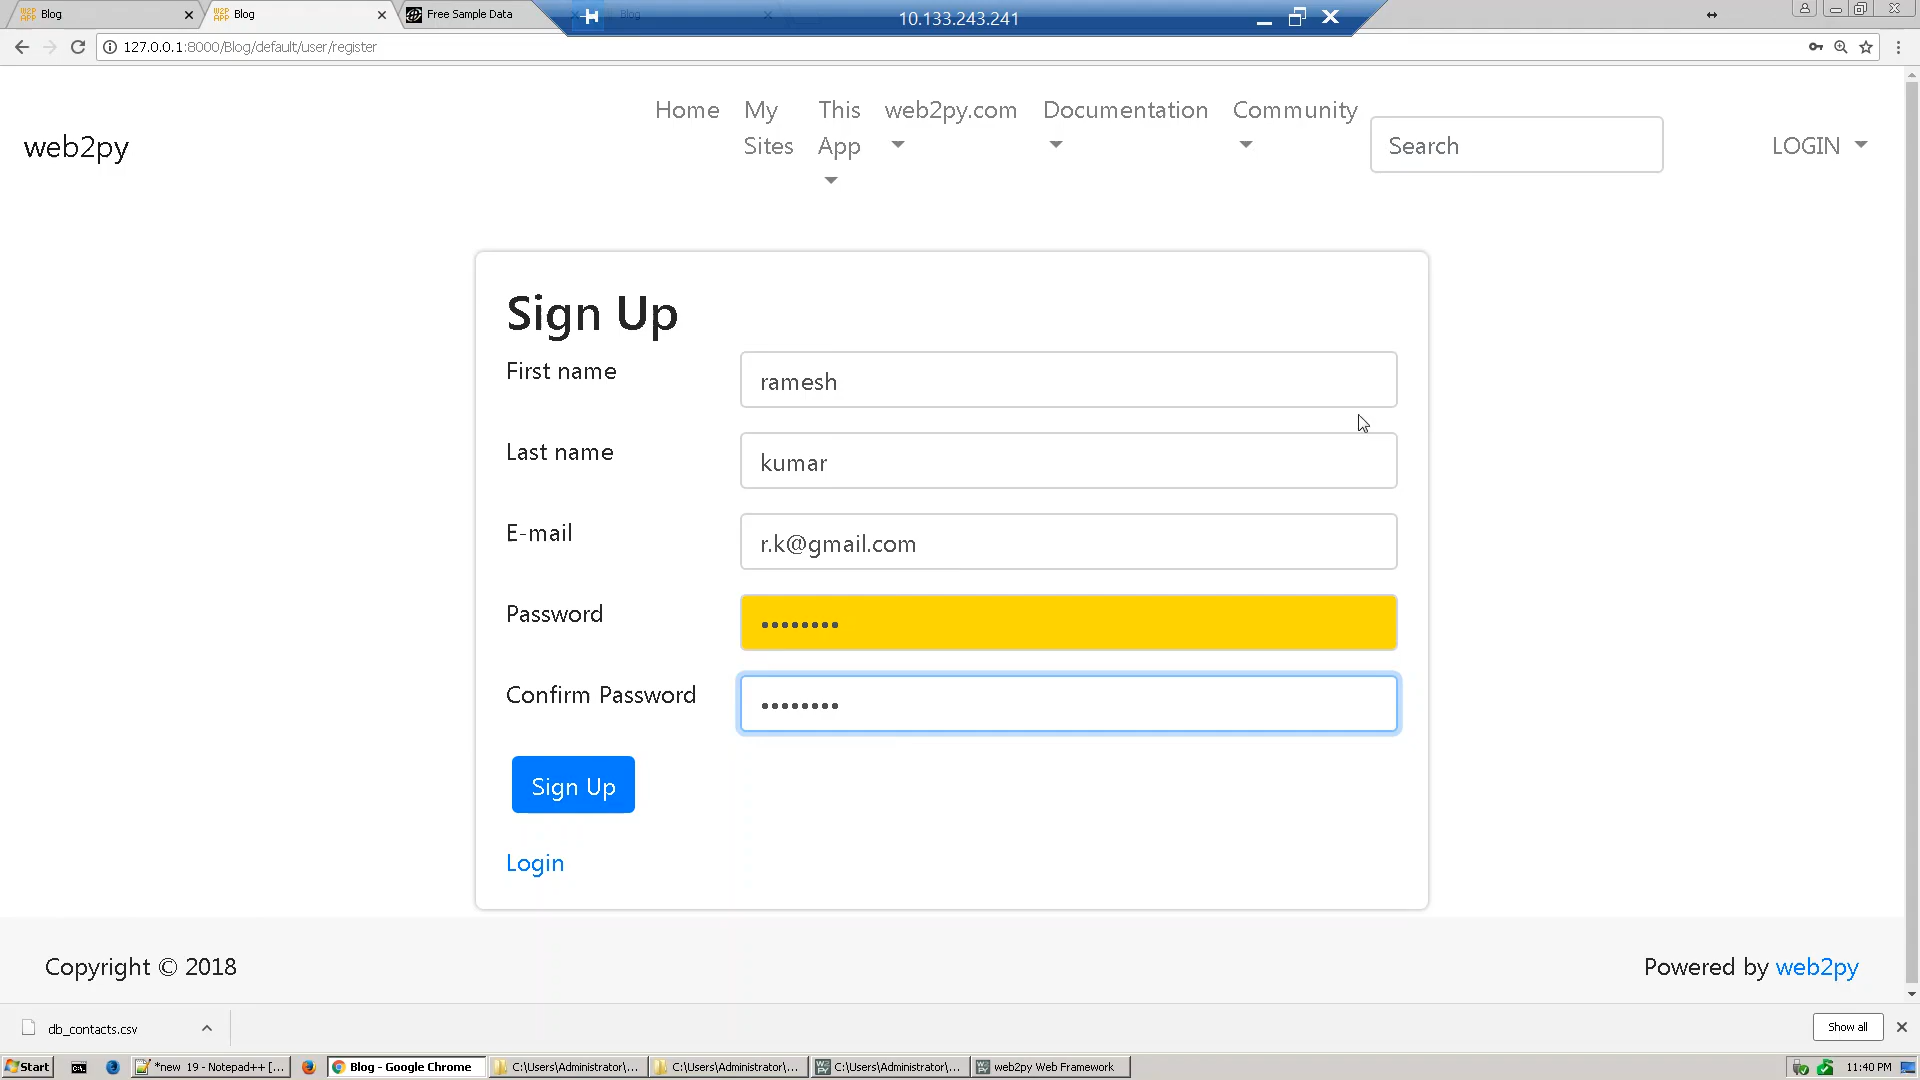 Blog
Blog
Free Sample Data
Blog
10.133.243.241
127.0.0.1:8000/Blog/default/user/register
web2py
Home
My Sites
This App
web2py.com
Documentation
Community
Search
LOGIN
Sign Up
First name
ramesh
Last name
kumar
E-mail
r.k@gmail.com
Password
••••••••
Confirm Password
••••••••
Sign Up
Login
Copyright © 2018
Powered by web2py
db_contacts.csv
Show all
Start
*new 19 - Notepad++ [...
Blog - Google Chrome
C:\Users\Administrator/...
C:\Users\Administrator/...
C:\Users\Administrator/...
web2py Web Framework
11:40 PM